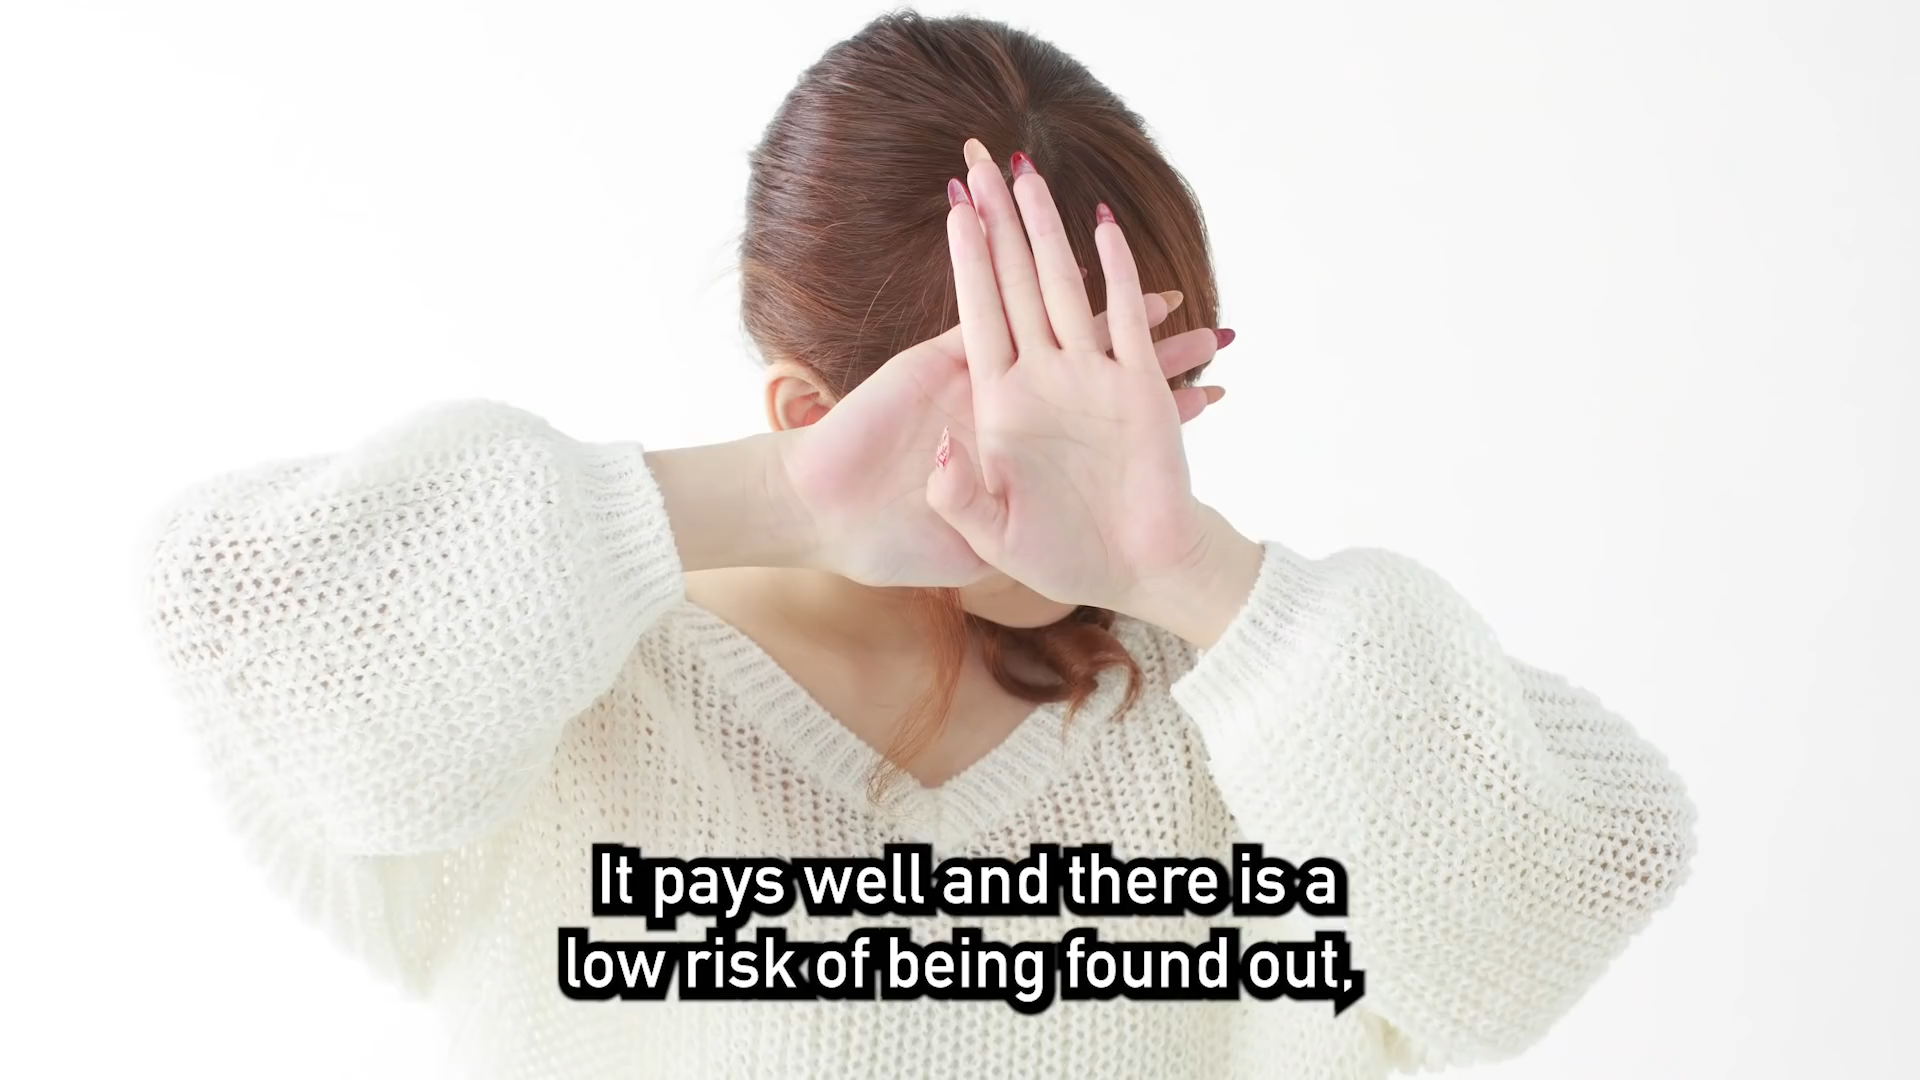 It pays well and there is a
low risk of being found out,